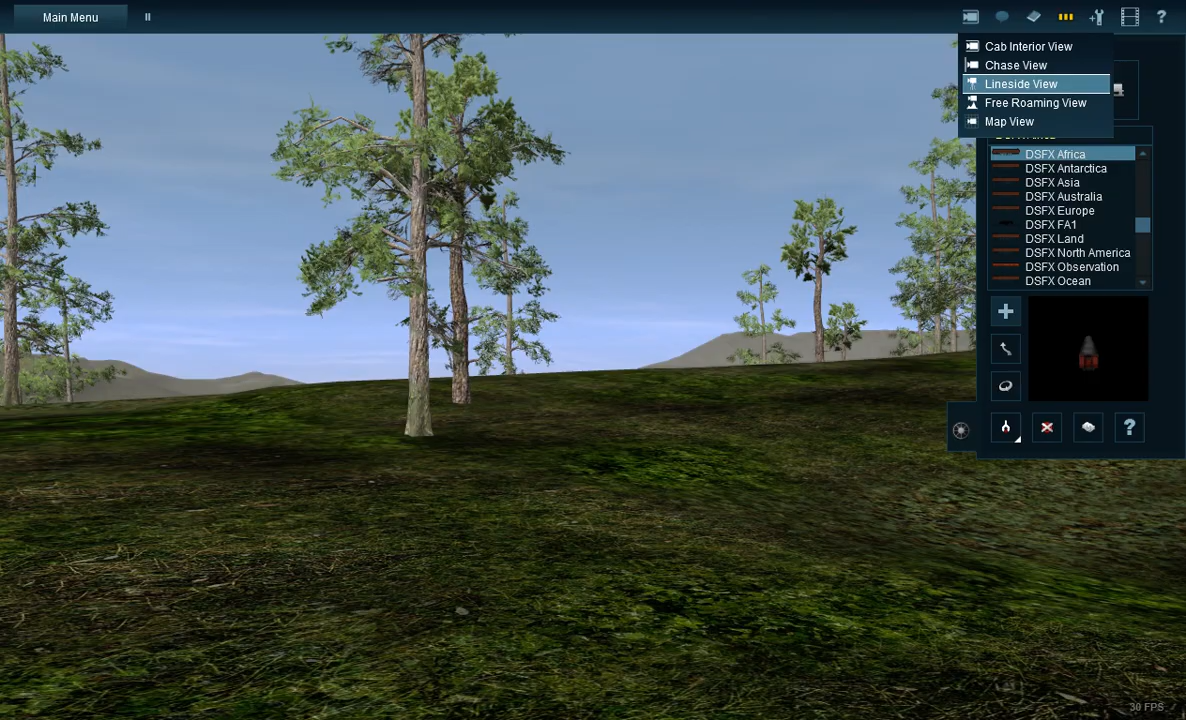 Main Menu
Cab Interior View
Chase View
Lineside View
Free Roaming View
Map View
DSFX Africa
DSFX Antarctica
DSFX Asia
DSFX Australia
DSFX Europe
DSFX FA1
DSFX Land
DSFX North America
DSFX Observation
DSFX Ocean
30 FPS